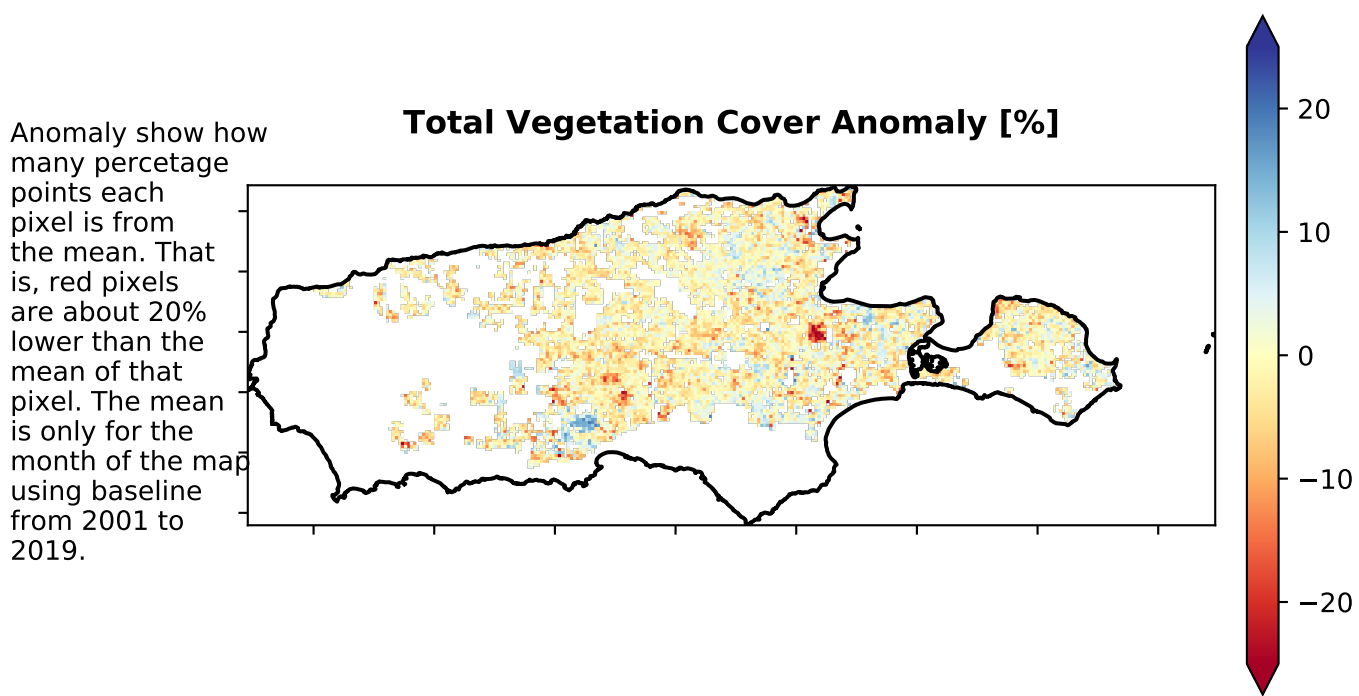 Total Vegetation Cover Anomaly [%]
Anomaly show how
many percetage
points each
pixel is from
the mean. That
is, red pixels
are about 20%
lower than the
mean of that
pixel. The mean
is only for the
month of the map
using baseline
from 2001 to
2019.
20
10
0
−10
−20